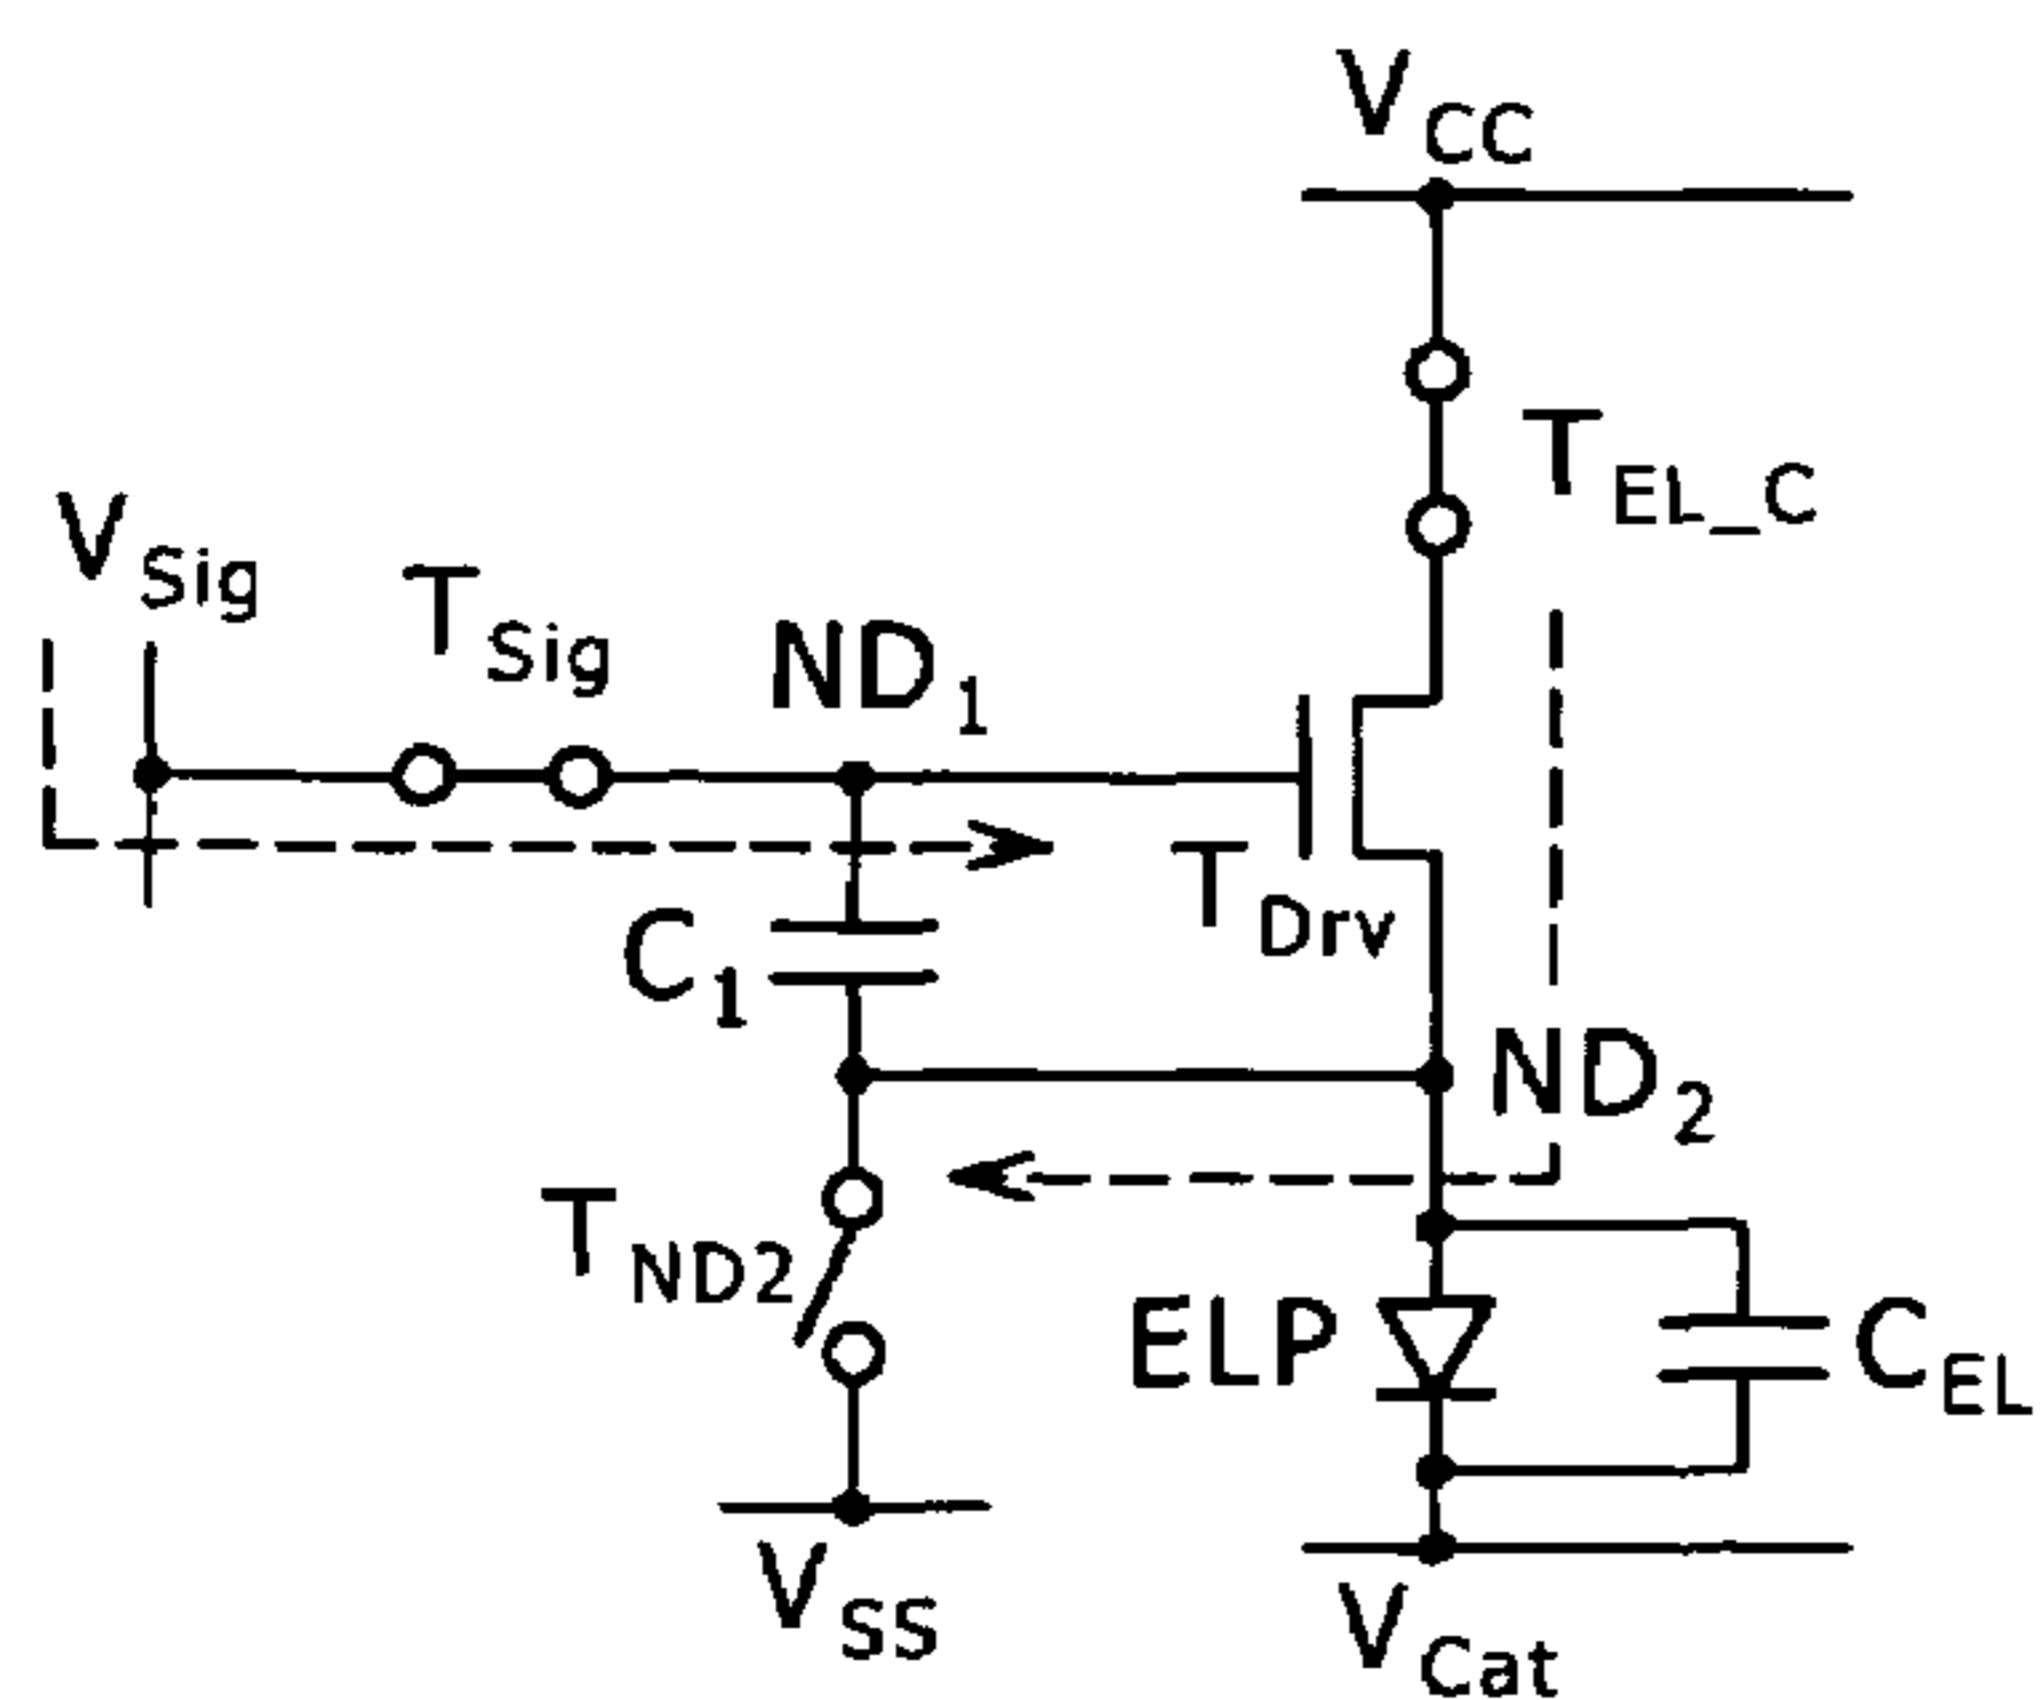 VCC
TEL_C
VSig
TSig
ND1
TDrv
C1
ND2
TND2
ELP
CEL
VSS
VCat